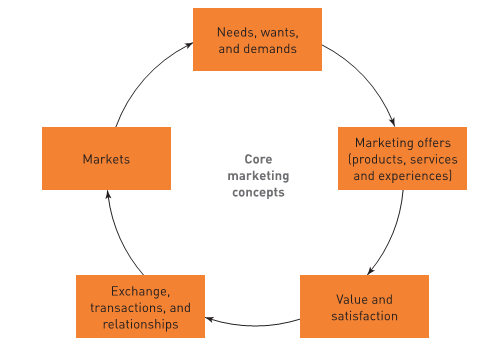 Needs, wants,
and demands
Marketing offers
(products, services
and experiences)
Markets
Core
marketing
concepts
Exchange,
transactions, and
relationships
Value and
satisfaction